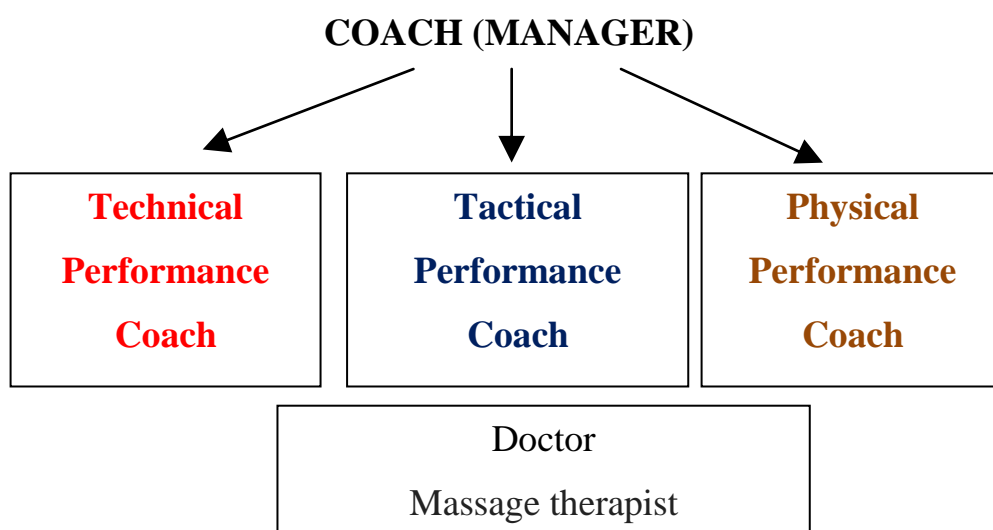 COACH (MANAGER)
Technical
Performance
Coach
Tactical
Performance
Coach
Physical
Performance
Coach
Doctor
Massage therapist